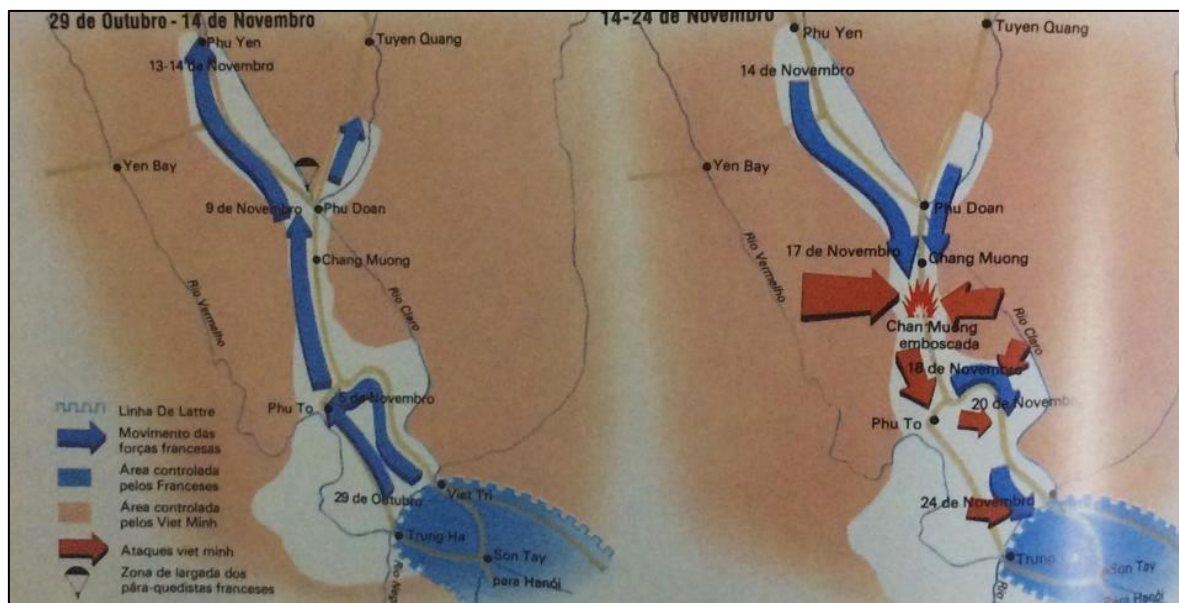 29 de Outubro - 14 de Novembro
Phu Yen
13-14 de Novembro
Tuyen Quang
Yen Bay
9 de Novembro
Phu Doan
Chang Muong
Rio Vermelho
Rio Claro
Phu To
5 de Novembro
29 de Outubro
Viet Tri
Trung Ha
Son Tay
para Hanói
Rio
Linha De Lattre
Movimento das
forças francesas
Área controlada
pelos Franceses
Área controlada
pelos Viet Minh
Ataques viet minh
Zona de largada dos
pára-quedistas franceses
14-24 de Novembro
Phu Yen
Tuyen Quang
14 de Novembro
Yen Bay
Phu Doan
17 de Novembro
Chang Muong
Rio Vermelho
Rio Claro
Chan Muong
emboscada
18 de Novembro
20 de Novemb
Phu To
24 de Novembro
Trung
Son Tay
Para Hanói
Rio